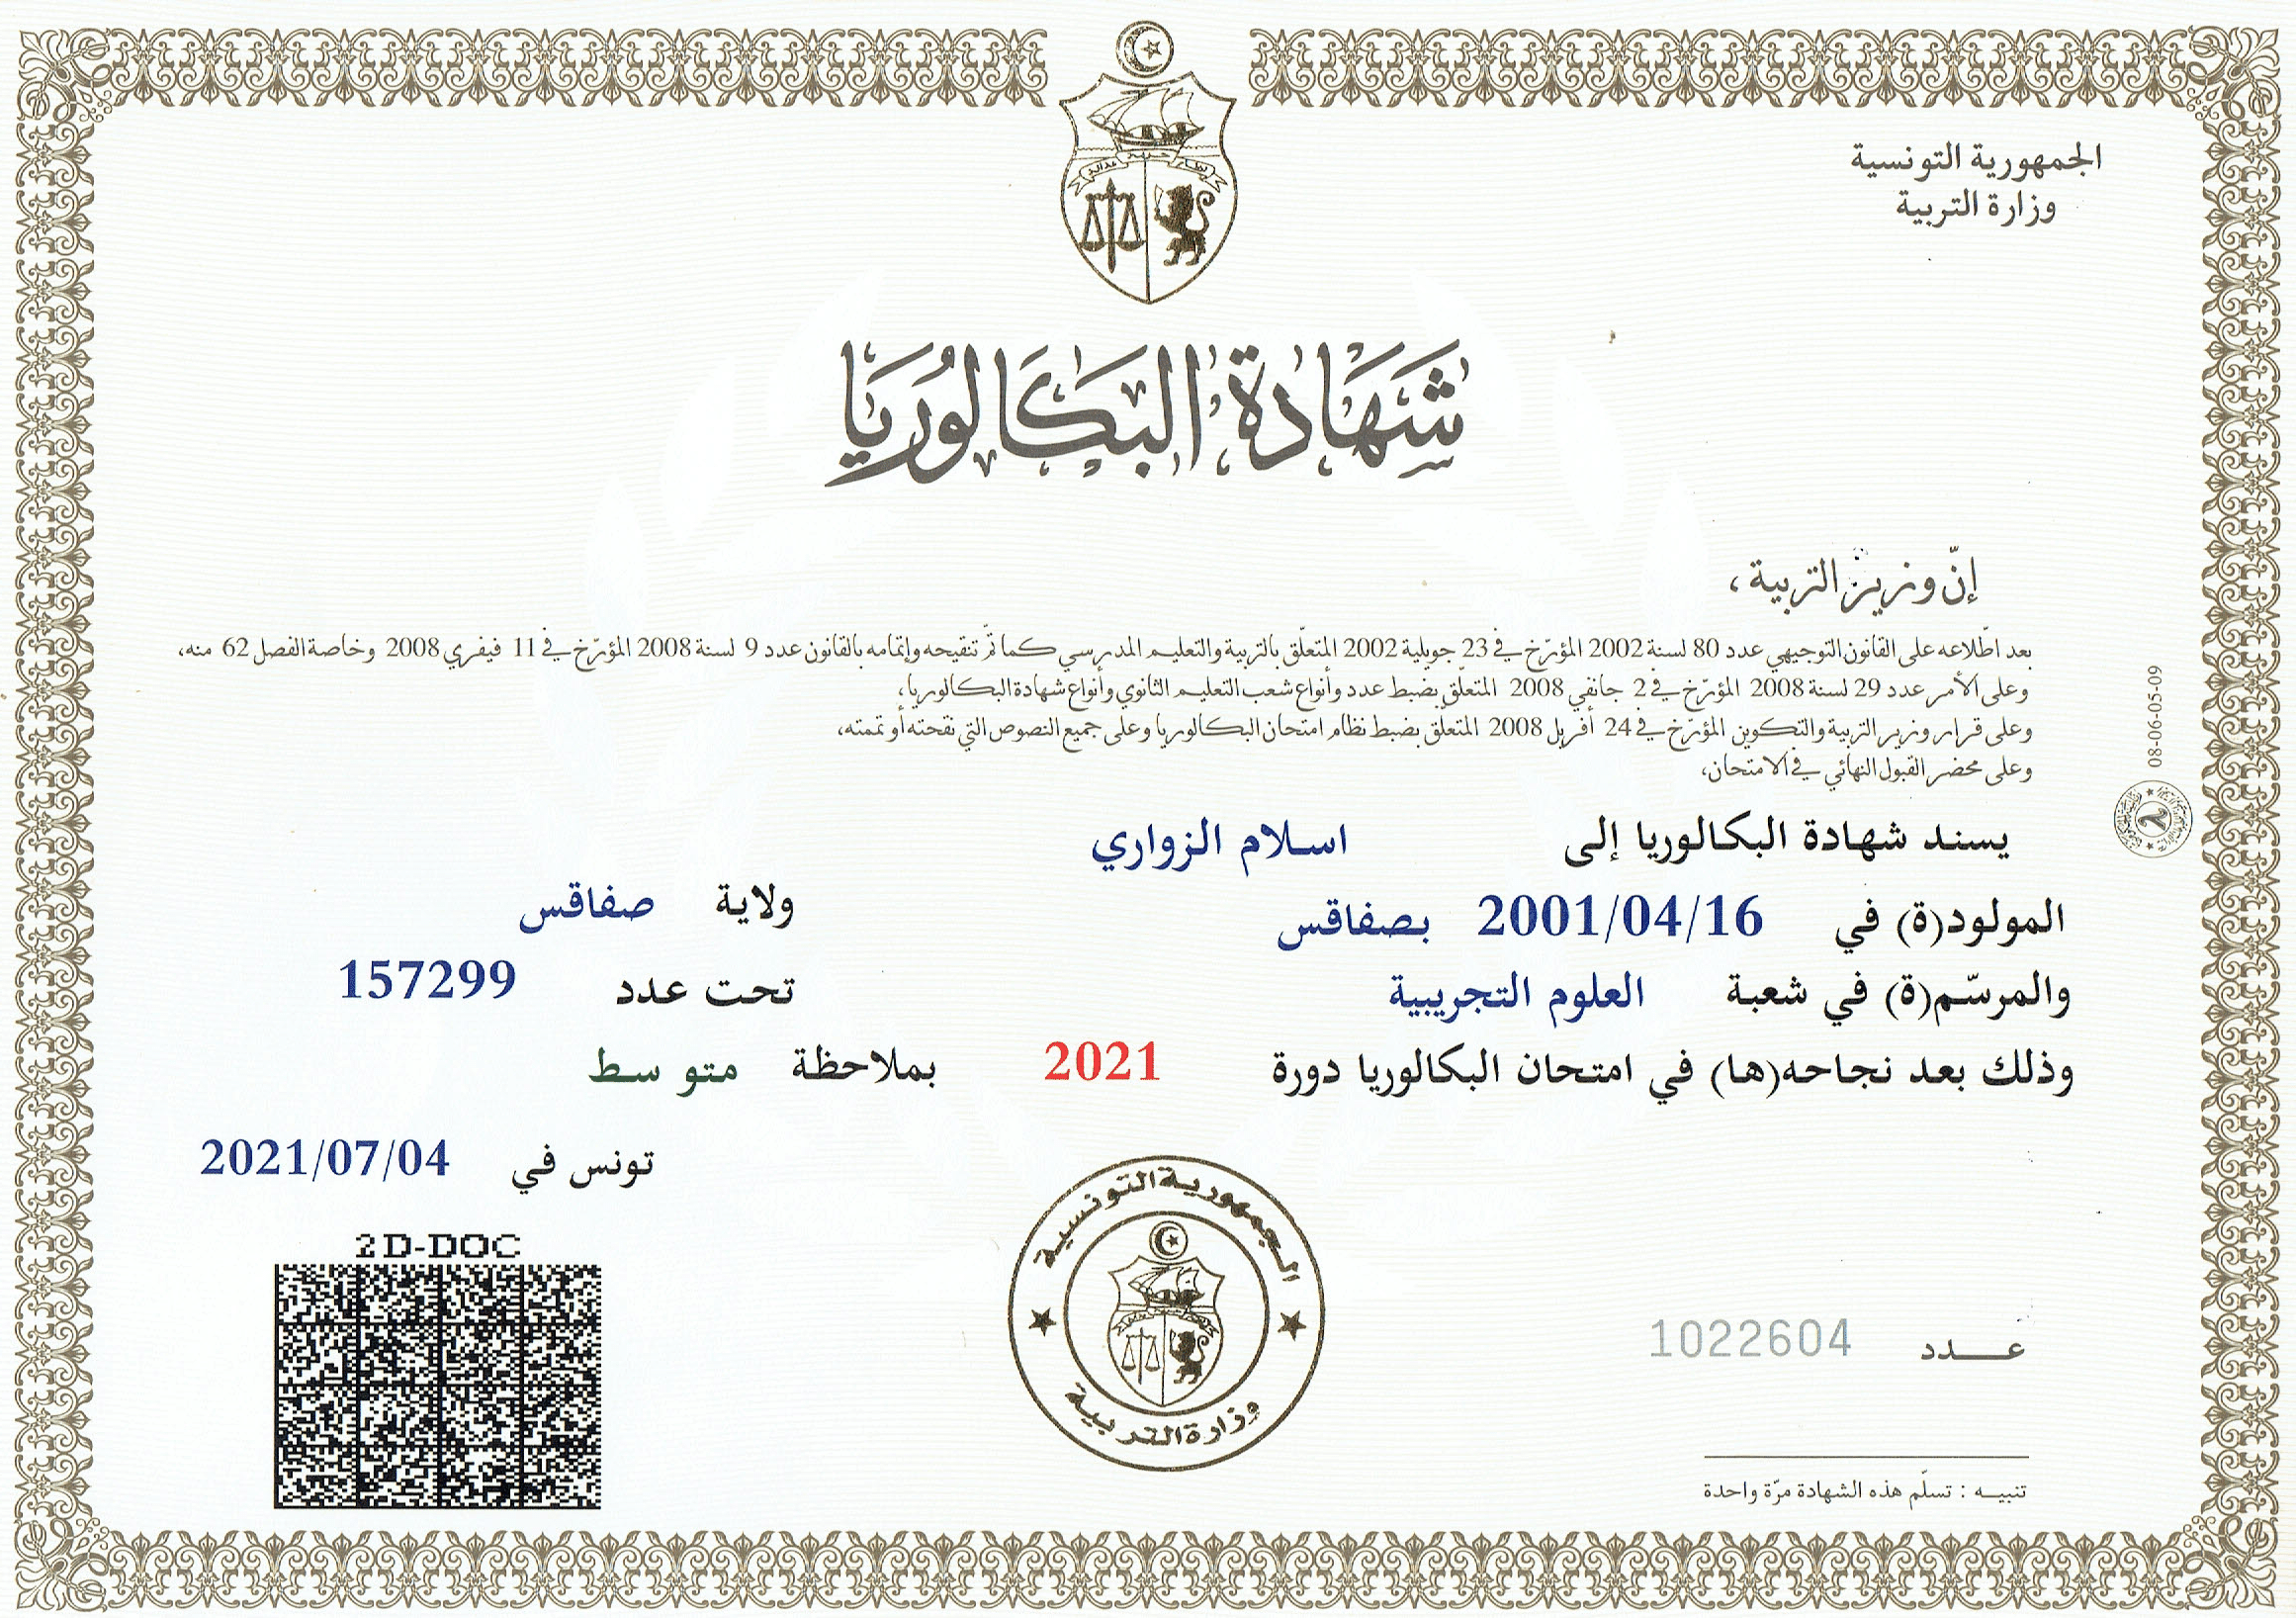 الجمهورية التونسية
وزارة التربية
شَهَادَة البَكَالُورِيَا
إنّ وزير التربية،
بعد اطّلاعه على القانون التوجيهي عدد 80 لسنة 2002 المؤرّخ في 23 جويلية 2002 المتعلّق بالتربية والتعليم المدرسي كما تمّ تنقيحه وإتمامه بالقانون عدد 9 لسنة 2008 المؤرّخ في 11 فيفري 2008 وخاصة الفصل 62 منه،
وعلى الأمر عدد 29 لسنة 2008 المؤرّخ في 2 جانفي 2008 المتعلّق بضبط عدد وأنواع شعب التعليم الثانوي وأنواع شهادة البكالوريا،
وعلى قرار وزير التربية والتكوين المؤرّخ في 24 أفريل 2008 المتعلّق بضبط نظام امتحان البكالوريا وعلى جميع النصوص التي نقحته أو تممته،
وعلى محضر القبول النهائي في الامتحان،
يسند شهادة البكالوريا إلى اسلام الزواري
المولود(ة) في 2001/04/16 بصفاقس ولاية صفاقس
والمرسّم(ة) في شعبة العلوم التجريبية تحت عدد 157299
وذلك بعد نجاحه(ها) في امتحان البكالوريا دورة 2021 بملاحظة متوسط
تونس في 2021/07/04
2D-DOC
الجمهورية التونسية
وزارة التربية
عدد 1022604
تنبيه : تسلّم هذه الشهادة مرّة واحدة
08-06-05-09